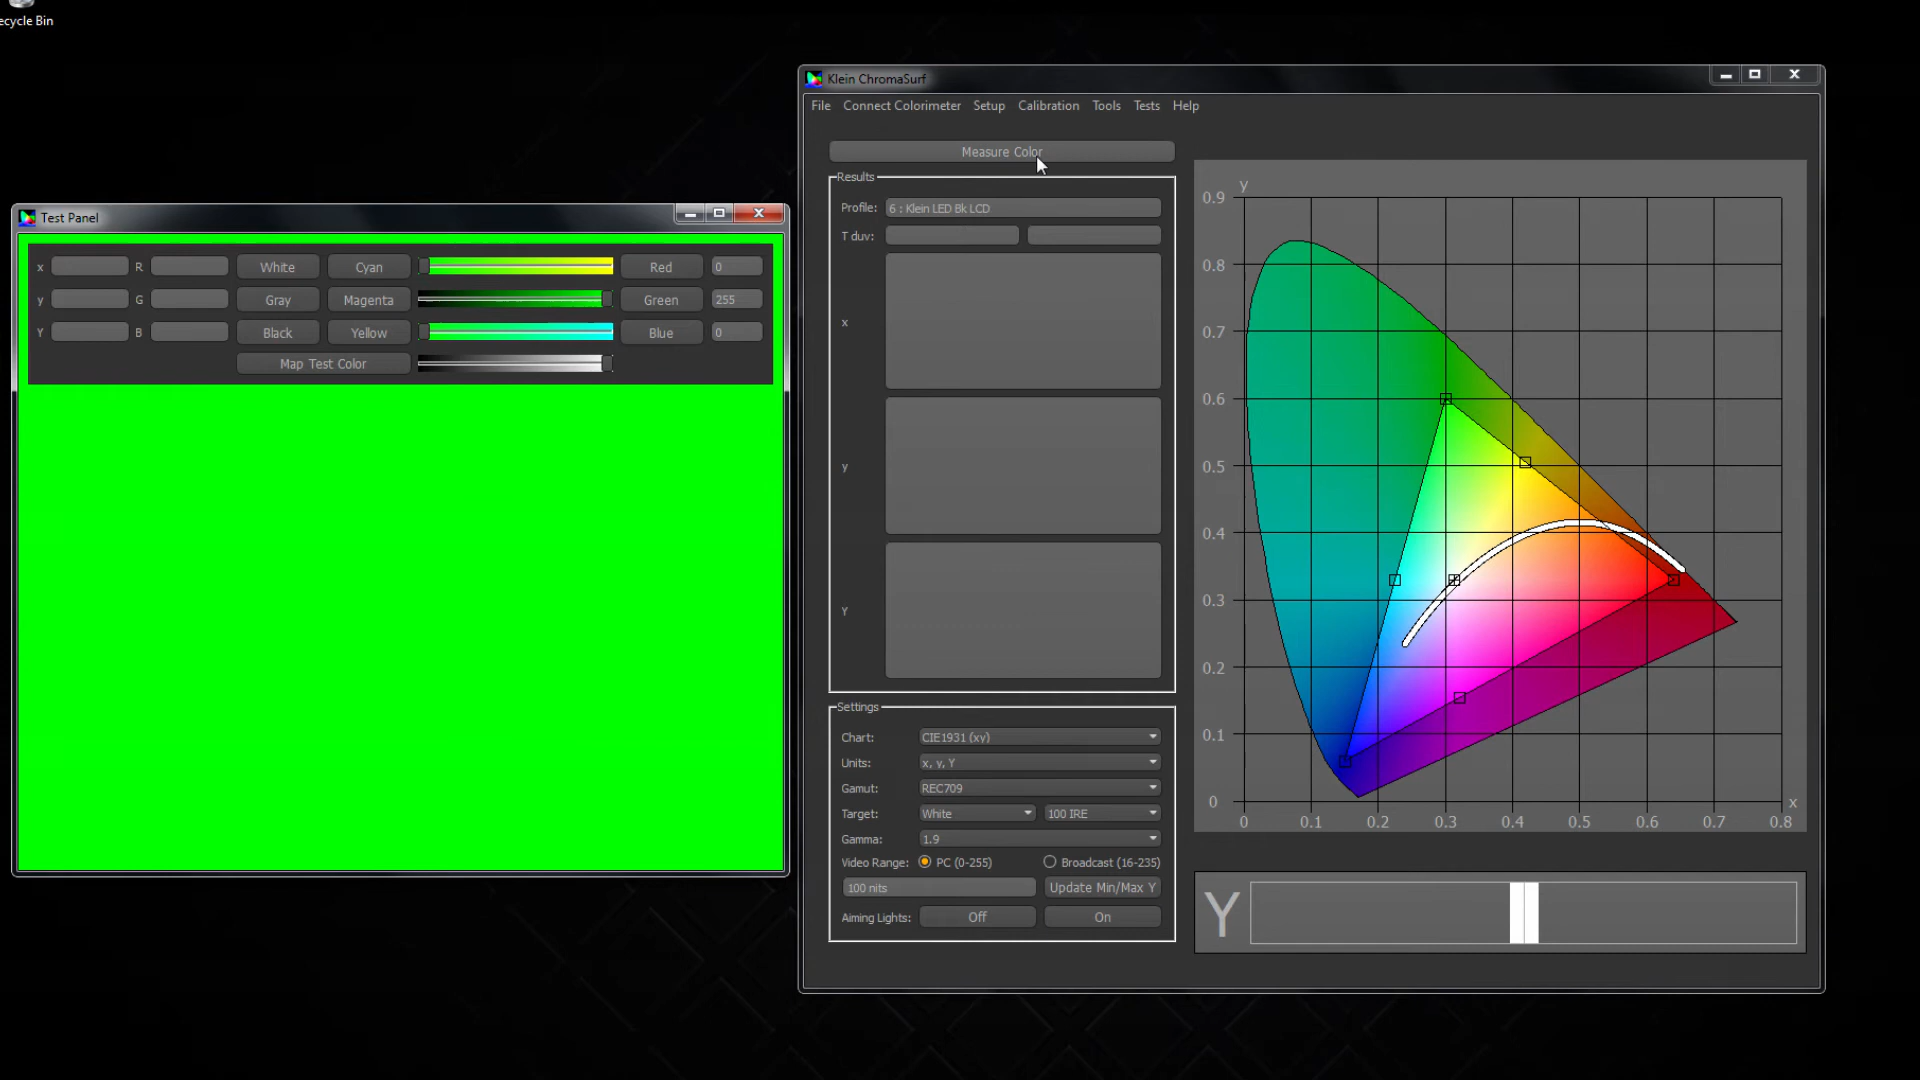 ecycle Bin
Klein ChromaSurf
File Connect Colorimeter Setup Calibration Tools Tests Help
Measure Color
Results
Profile: 6 : Klein LED Bk LCD
T duv:
x
y
Y
Settings
Chart: CIE1931 (xy)
Units: x, y, Y
Gamut: REC709
Target: White 100 IRE
Gamma: 1.9
Video Range: PC (0-255) Broadcast (16-235)
100 nits Update Min/Max Y
Aiming Lights: Off On
y
0.9
0.8
0.7
0.6
0.5
0.4
0.3
0.2
0.1
0 x
0 0.1 0.2 0.3 0.4 0.5 0.6 0.7 0.8
Y
Test Panel
x R White Cyan Red 0
y G Gray Magenta Green 255
Y B Black Yellow Blue 0
Map Test Color